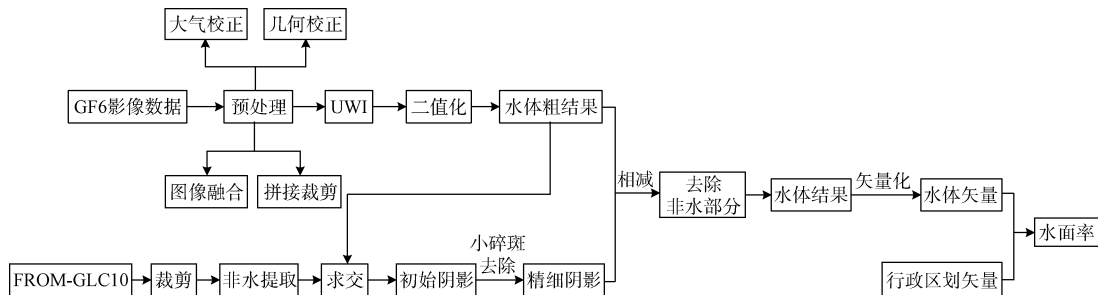 大气校正
几何校正
GF6影像数据
预处理
UWI
二值化
水体粗结果
图像融合
拼接裁剪
相减
去除
非水部分
水体结果
矢量化
水体矢量
水面率
行政区划矢量
FROM-GLC10
裁剪
非水提取
求交
初始阴影
小碎斑
去除
精细阴影